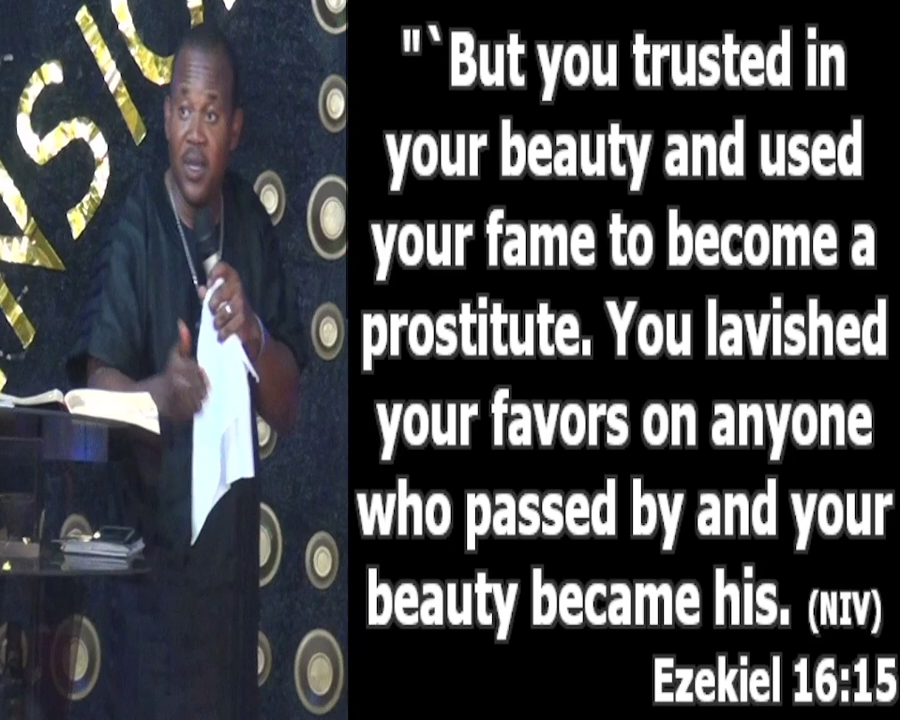 NSIO
"`But you trusted in
your beauty and used
your fame to become a
prostitute. You lavished
your favors on anyone
who passed by and your
beauty became his. (NIV)
Ezekiel 16:15